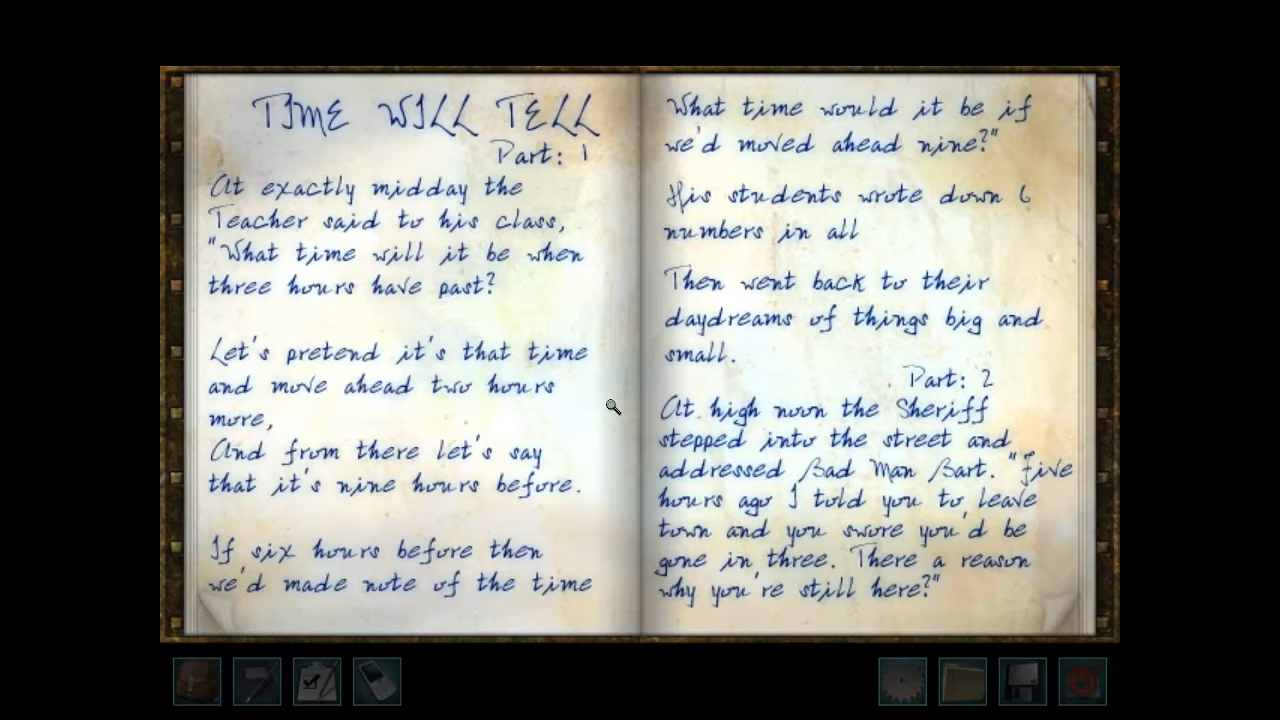 TIME WILL TELL
Part: 1
At exactly midday the
Teacher said to his class,
"What time will it be when
three hours have past?
Let's pretend it's that time
and move ahead two hours
more,
And from there let's say
that it's nine hours before.
If six hours before then
we'd made note of the time
What time would it be if
we'd moved ahead nine?"
His students wrote down 6
numbers in all
Then went back to their
daydreams of things big and
small.
Part: 2
At high noon the Sheriff
stepped into the street and
addressed Bad Man Bart. "Five
hours ago I told you to leave
town and you swore you'd be
gone in three. There a reason
why you're still here?"